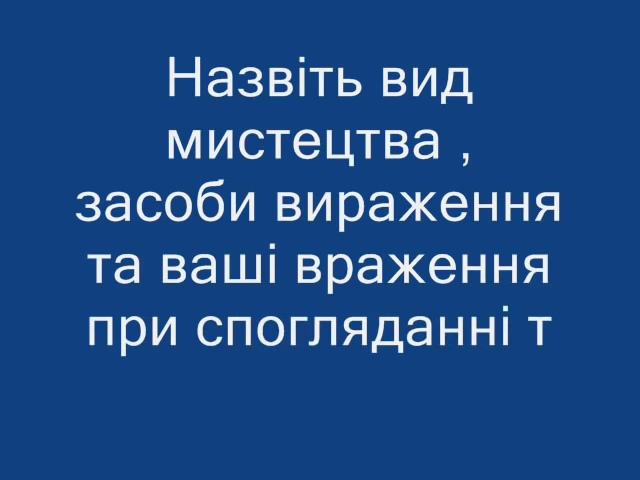 Назвіть вид
мистецтва ,
засоби вираження
та ваші враження
при спогляданні т